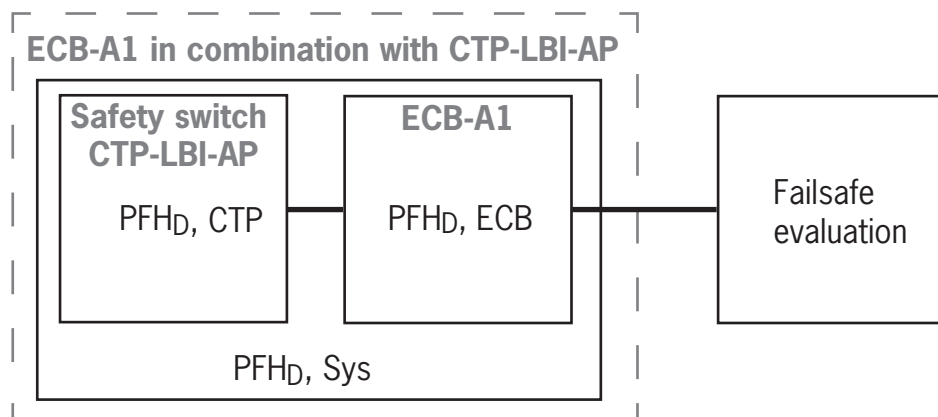 ECB-A1 in combination with CTP-LBI-AP
Safety switch
CTP-LBI-AP
PFHD, CTP
ECB-A1
PFHD, ECB
Failsafe
evaluation
PFHD, Sys